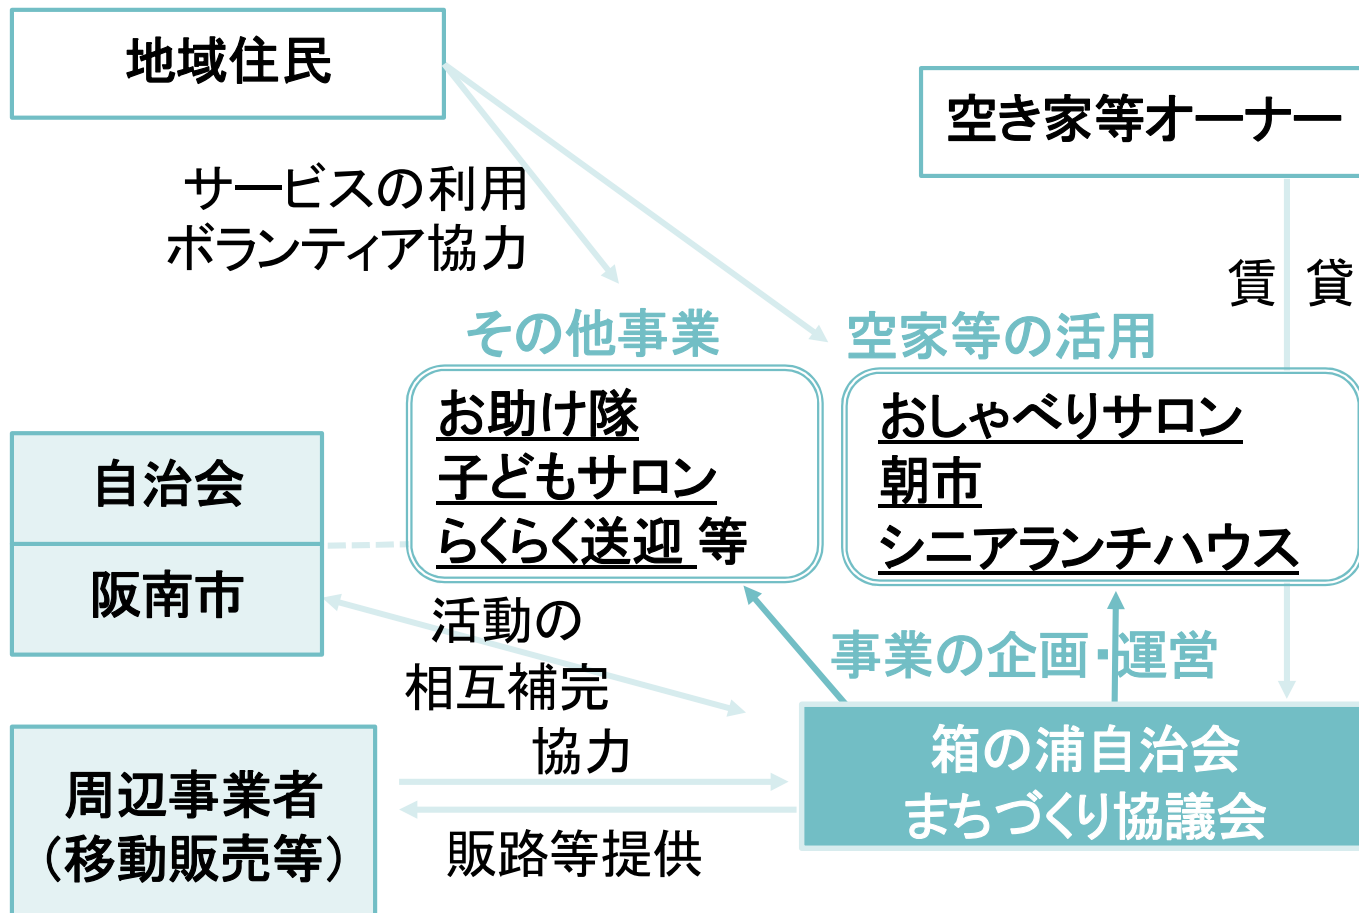 地域住民
空き家等オーナー
サービスの利用
ボランティア協力
賃 貸
その他事業
お助け隊
子どもサロン
らくらく送迎 等
空家等の活用
おしゃべりサロン
朝市
シニアランチハウス
自治会
阪南市
活動の
相互補完
事業の企画・運営
協力
周辺事業者
（移動販売等）
販路等提供
箱の浦自治会
まちづくり協議会